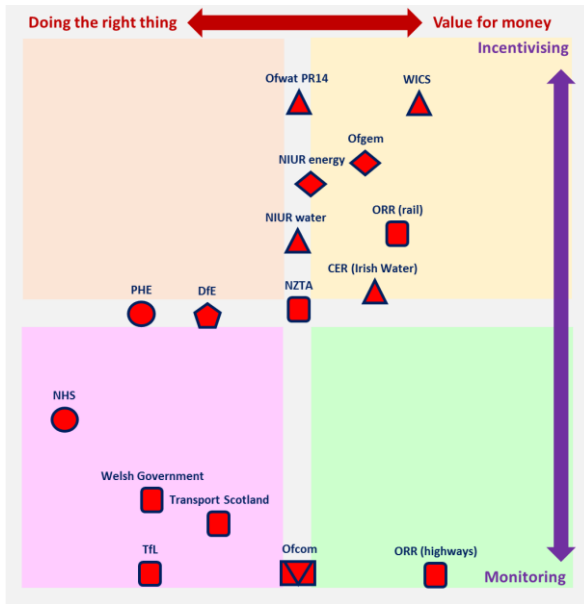 Doing the right thing
Value for money
Incentivising
Ofwat PR14
WICS
Ofgem
NIUR energy
NIUR water
ORR (rail)
CER (Irish Water)
PHE
DfE
NZTA
NHS
Welsh Government
Transport Scotland
TfL
Ofcom
ORR (highways)
Monitoring